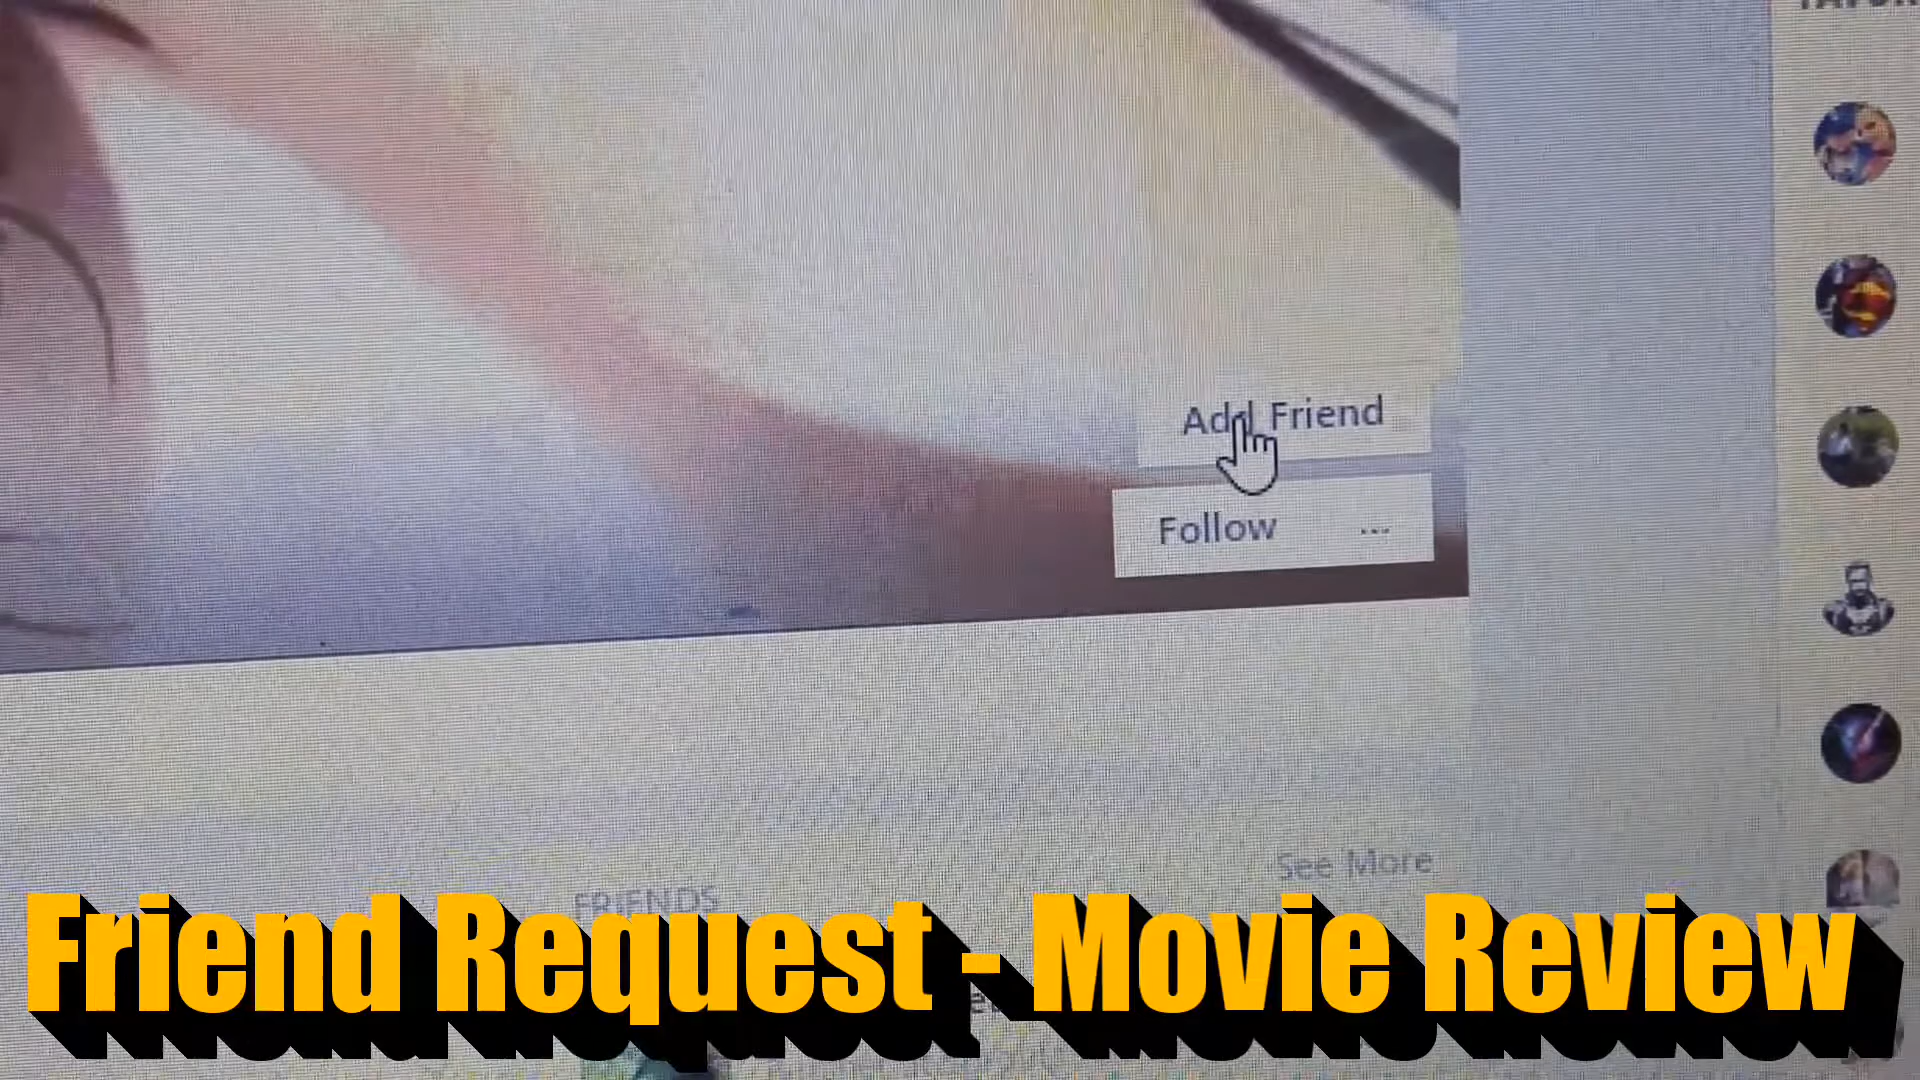 Add Friend
Follow ...
See More
FRIENDS
Friend Request - Movie Review